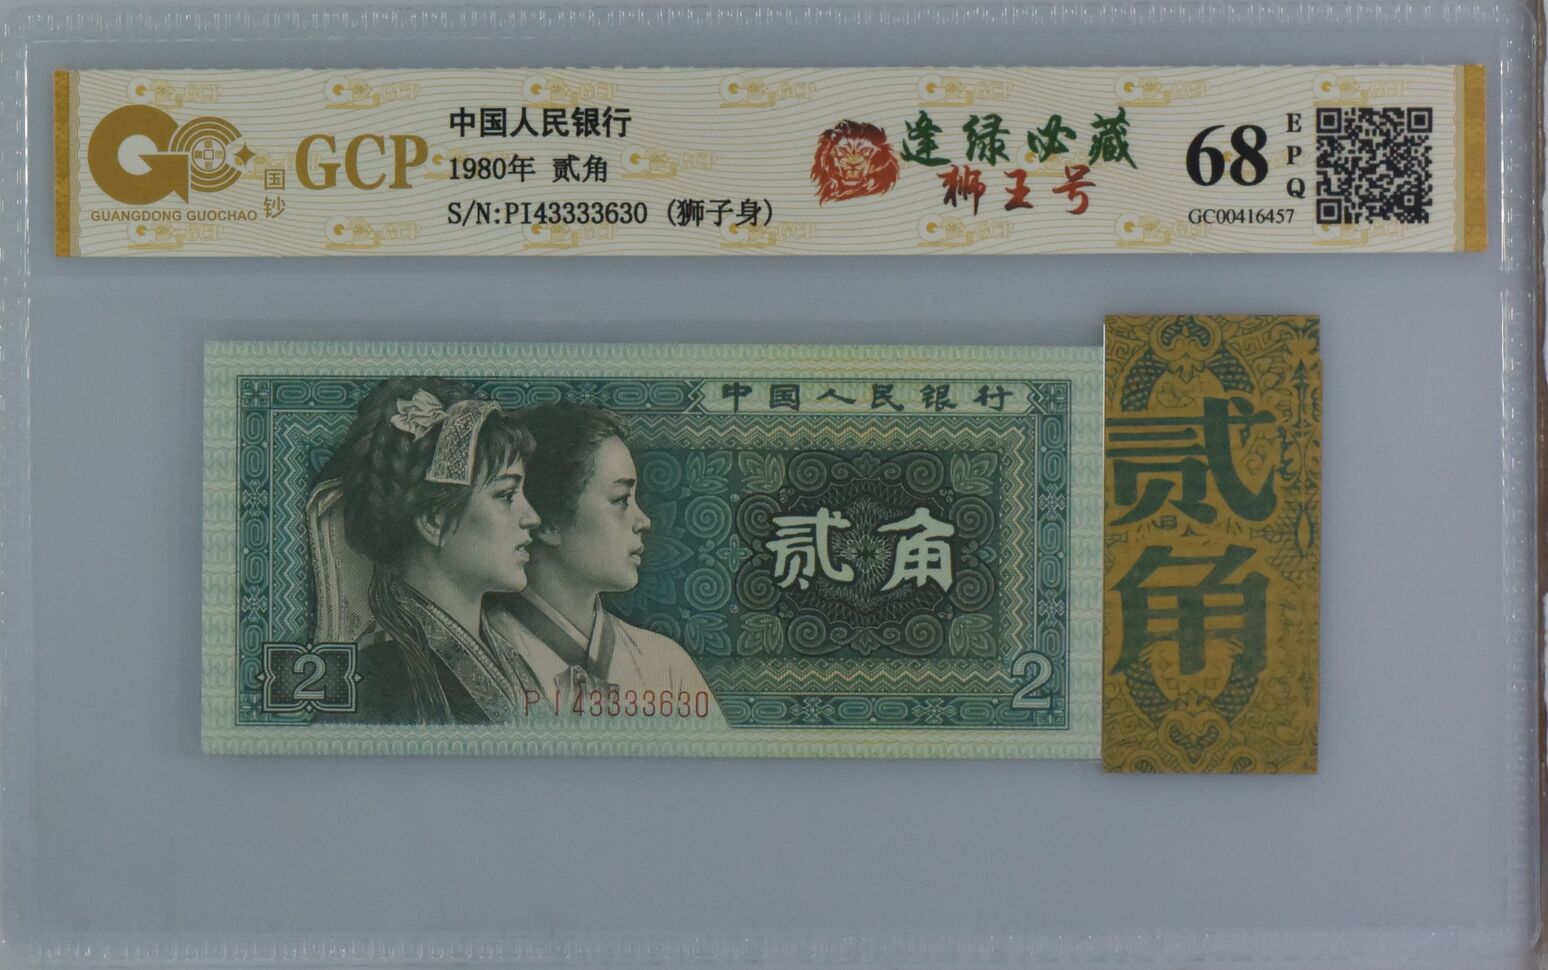 GCP
国钞
GUANGDONG GUOCHAO
中国人民银行
1980年 贰角
S/N:PI43333630 (狮子身)
逢绿必藏
狮王号
68
EPQ
GC00416457
中国人民银行
贰角
2
PI43333630
2
贰角